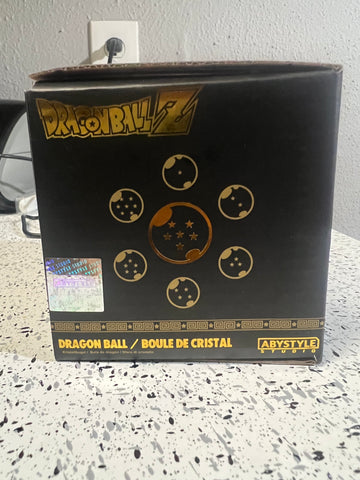 DRAGONBALL Z
DRAGON BALL / BOULE DE CRISTAL
ABYSTYLE
STUDIO